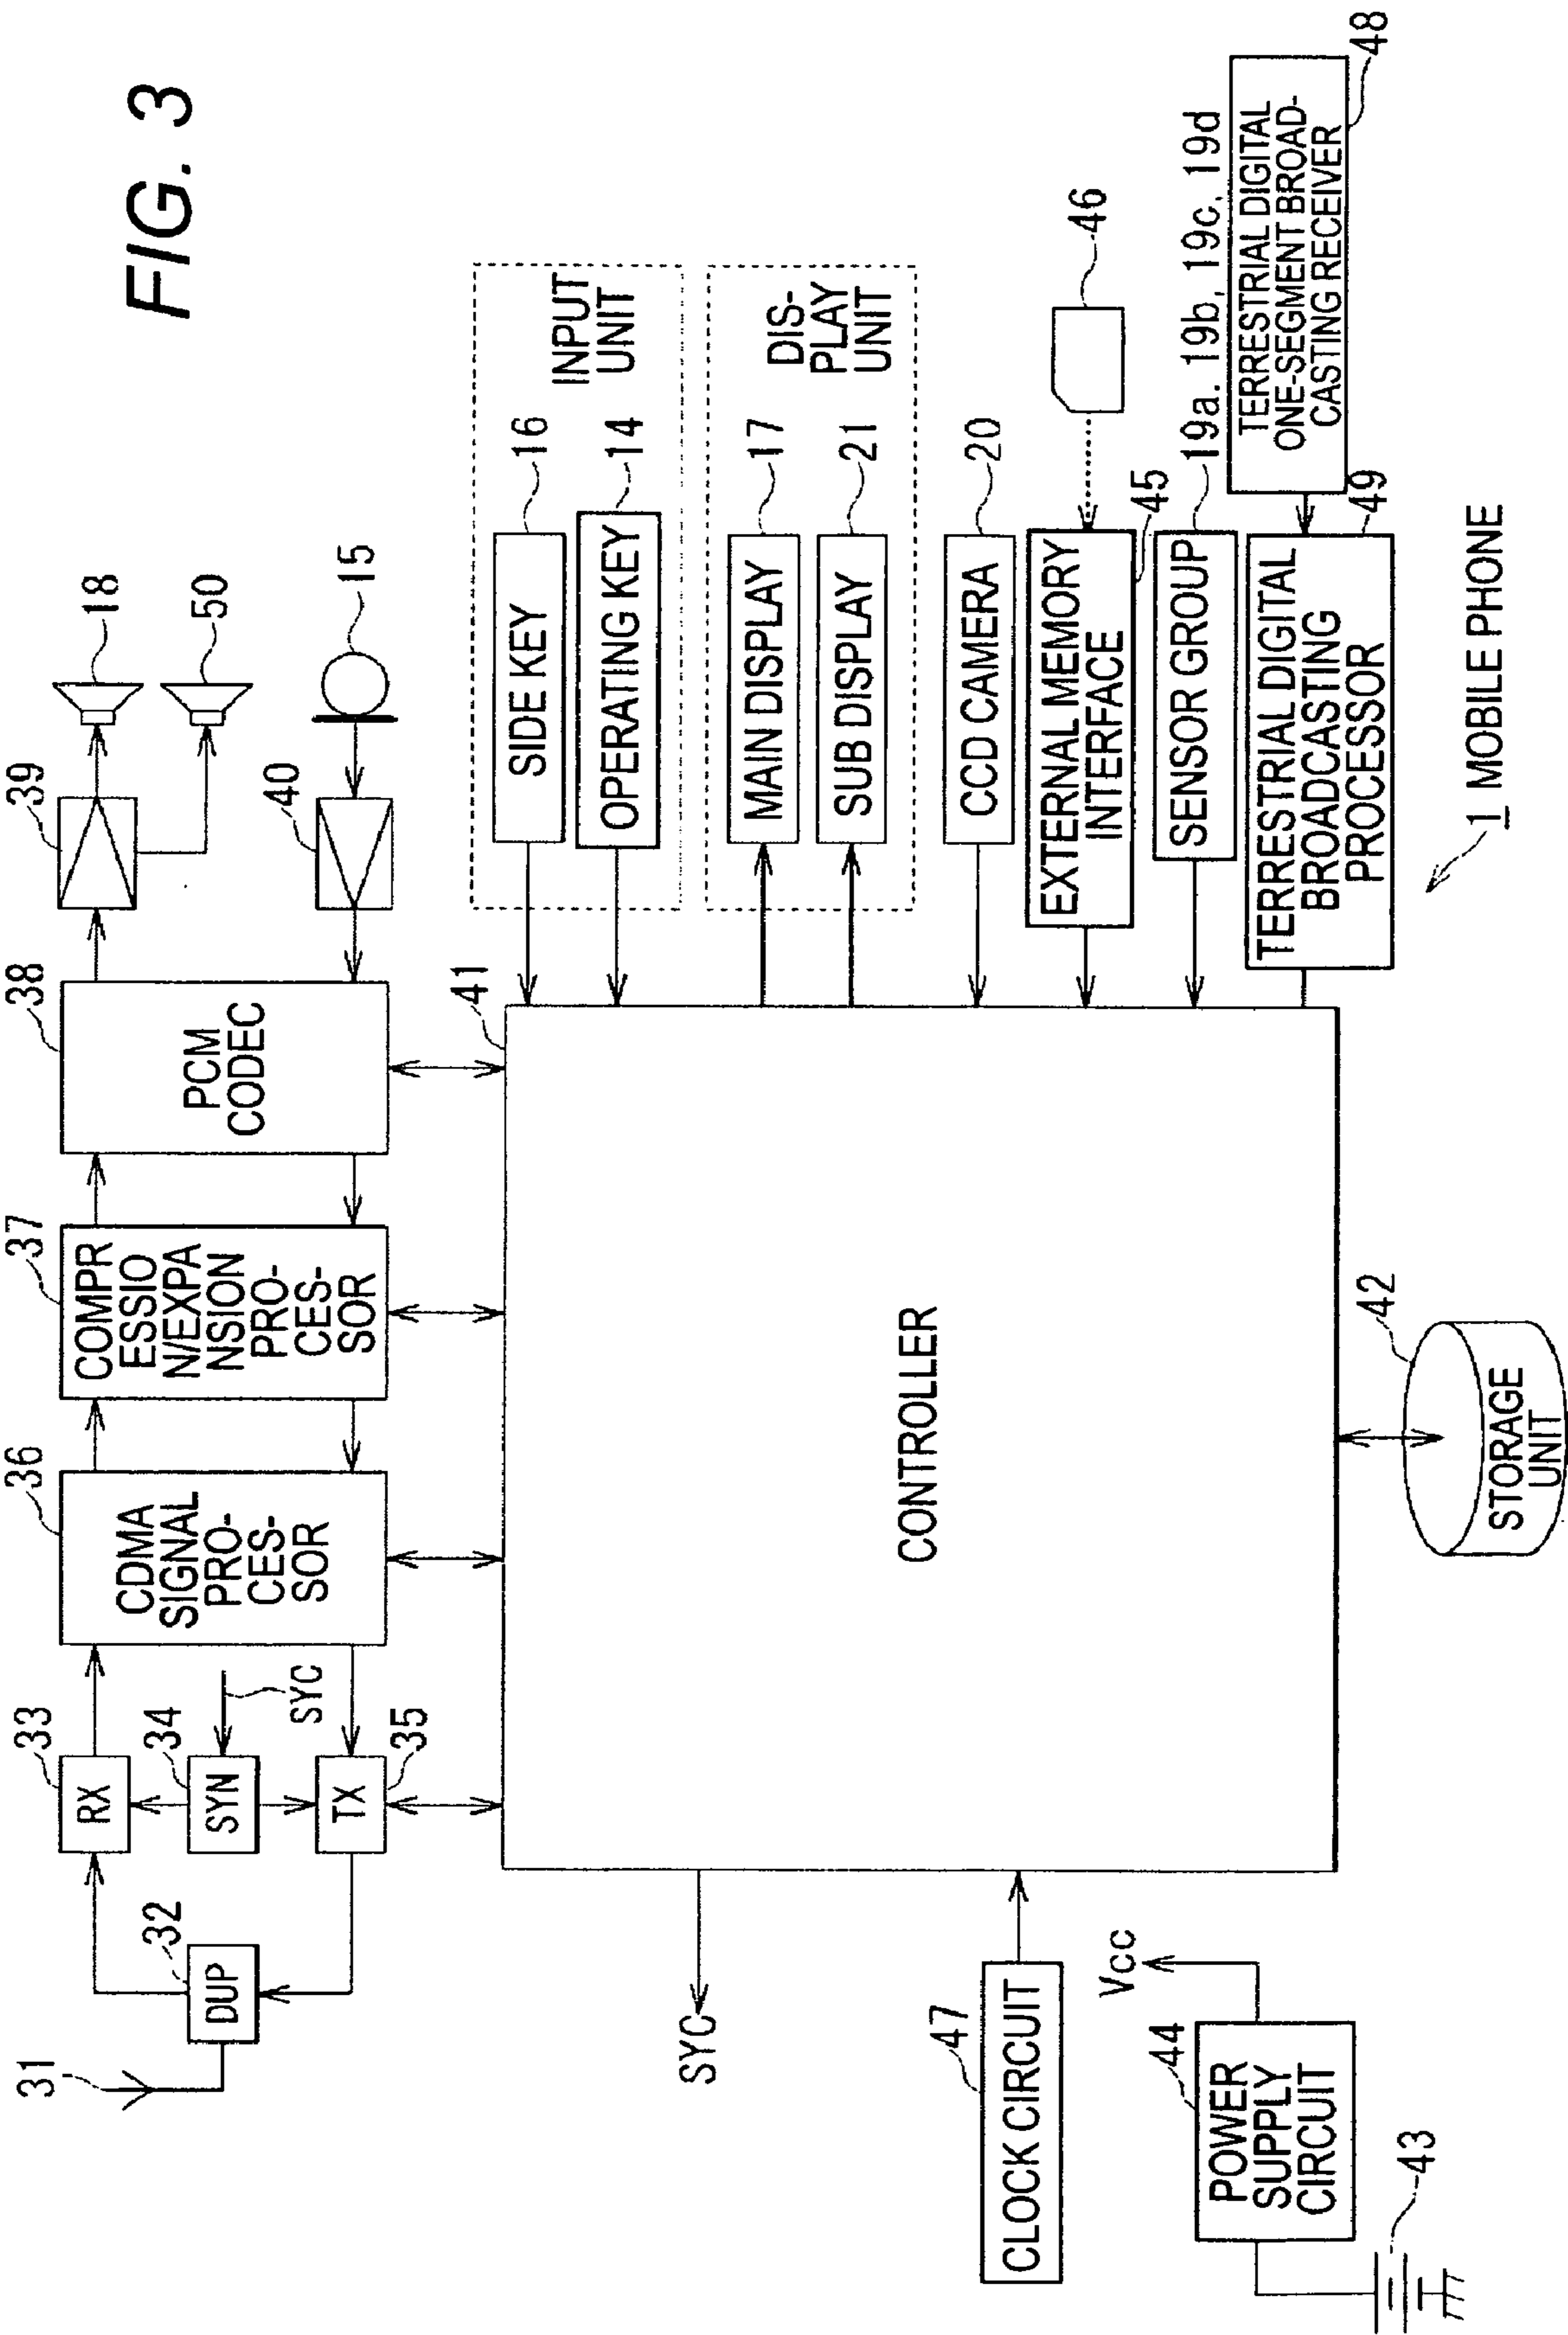 FIG. 3
31
32
DUP
33
RX
34
SYN
SYC
35
TX
36
CDMA
SIGNAL
PRO-
CES-
SOR
37
COMPR
ESSIO
N/EXPA
NSION
PRO-
CES-
SOR
38
PCM
CODEC
39
40
18
50
15
41
CONTROLLER
SYC
47
CLOCK CIRCUIT
Vcc
44
POWER
SUPPLY
CIRCUIT
43
42
STORAGE
UNIT
INPUT
UNIT
SIDE KEY
16
OPERATING KEY
14
DIS-
PLAY
UNIT
MAIN DISPLAY
17
SUB DISPLAY
21
CCD CAMERA
20
EXTERNAL MEMORY
INTERFACE
45
46
SENSOR GROUP
19a. 19b, 19c, 19d
TERRESTRIAL DIGITAL
BROADCASTING
PROCESSOR
49
TERRESTRIAL DIGITAL
ONE-SEGMENT BROAD-
CASTING RECEIVER
48
1 MOBILE PHONE